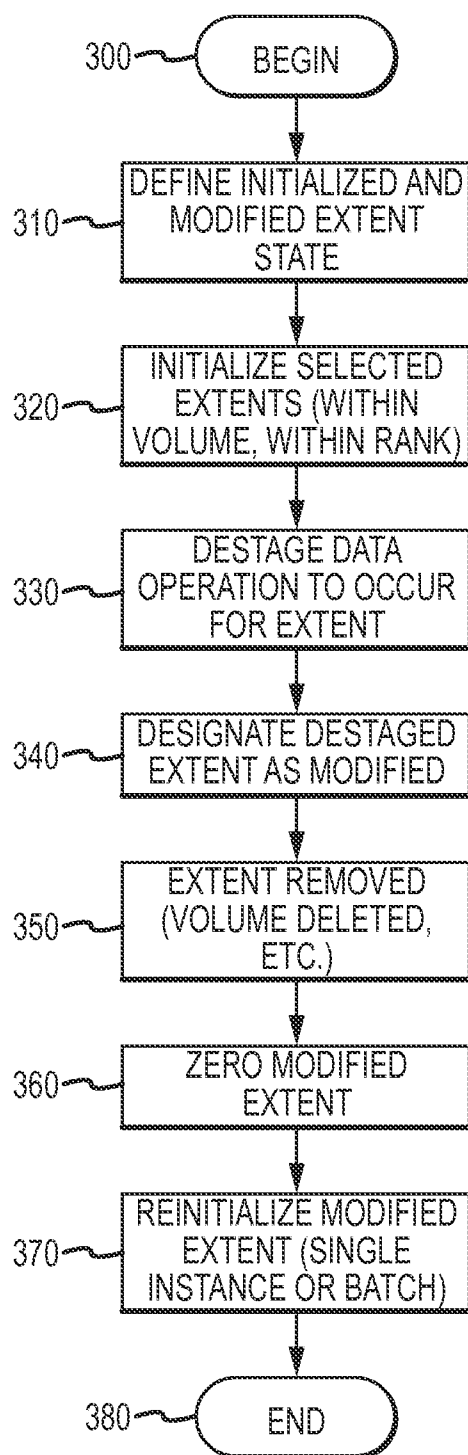 300 BEGIN
DEFINE INITIALIZED AND
310 MODIFIED EXTENT
STATE
INITIALIZE SELECTED
320 EXTENTS (WITHIN
VOLUME, WITHIN RANK)
DESTAGE DATA
330 OPERATION TO OCCUR
FOR EXTENT
340 DESIGNATE DESTAGED
EXTENT AS MODIFIED
EXTENT REMOVED
350 (VOLUME DELETED,
ETC.)
360 ZERO MODIFIED
EXTENT
REINITIALIZE MODIFIED
370 EXTENT (SINGLE
INSTANCE OR BATCH)
380 END